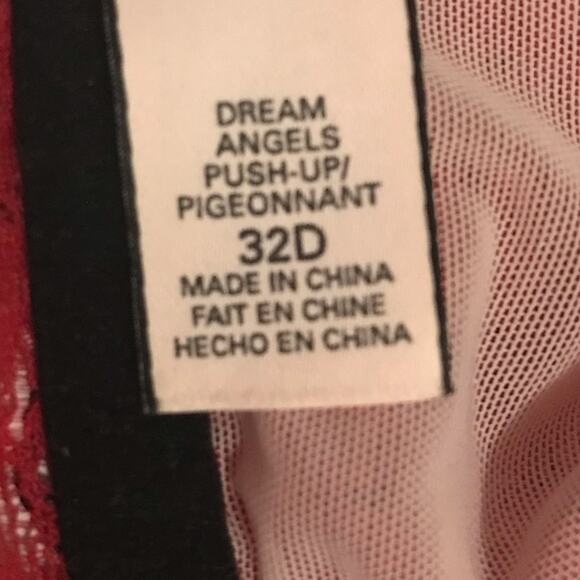 DREAM
ANGELS
PUSH-UP/
PIGEONNANT
32D
MADE IN CHINA
FAIT EN CHINE
HECHO EN CHINA